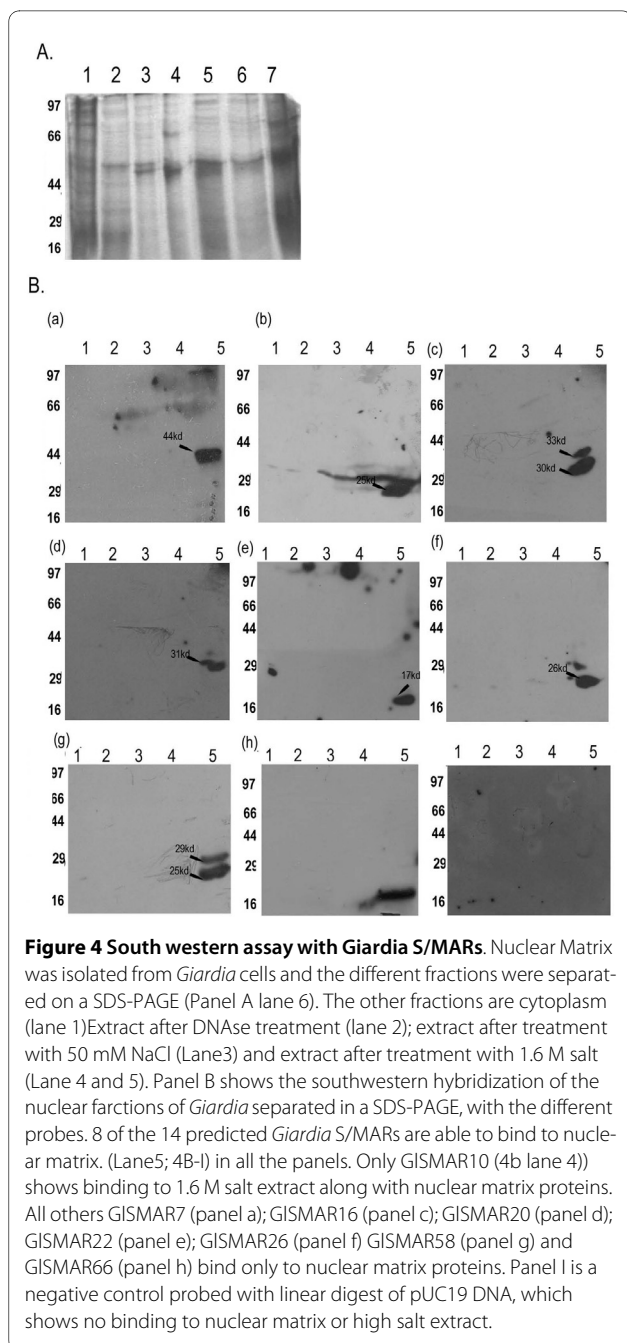 A.
1 2 3 4 5 6 7
97
66
44
29
16
B.
(a)
1 2 3 4 5
97
66
44
29
16
44kd
(b)
1 2 3 4 5
97
66
44
29
16
25kd
(c)
1 2 3 4 5
97
66
44
29
16
33kd
30kd
(d)
1 2 3 4 5
97
66
44
29
16
31kd
(e)
1 2 3 4 5
97
66
44
29
16
17kd
(f)
1 2 3 4 5
97
66
44
29
16
26kd
(g)
1 2 3 4 5
97
66
44
29
16
29kd
25kd
(h)
1 2 3 4 5
97
66
44
29
16
1 2 3 4 5
97
66
44
29
16
Figure 4 South western assay with Giardia S/MARs. Nuclear Matrix
was isolated from Giardia cells and the different fractions were separat-
ed on a SDS-PAGE (Panel A lane 6). The other fractions are cytoplasm
(lane 1)Extract after DNAse treatment (lane 2); extract after treatment
with 50 mM NaCl (Lane3) and extract after treatment with 1.6 M salt
(Lane 4 and 5). Panel B shows the southwestern hybridization of the
nuclear farctions of Giardia separated in a SDS-PAGE, with the different
probes. 8 of the 14 predicted Giardia S/MARs are able to bind to nucle-
ar matrix. (Lane5; 4B-I) in all the panels. Only GlSMAR10 (4b lane 4))
shows binding to 1.6 M salt extract along with nuclear matrix proteins.
All others GlSMAR7 (panel a); GlSMAR16 (panel c); GlSMAR20 (panel d);
GlSMAR22 (panel e); GlSMAR26 (panel f) GlSMAR58 (panel g) and
GlSMAR66 (panel h) bind only to nuclear matrix proteins. Panel I is a
negative control probed with linear digest of pUC19 DNA, which
shows no binding to nuclear matrix or high salt extract.